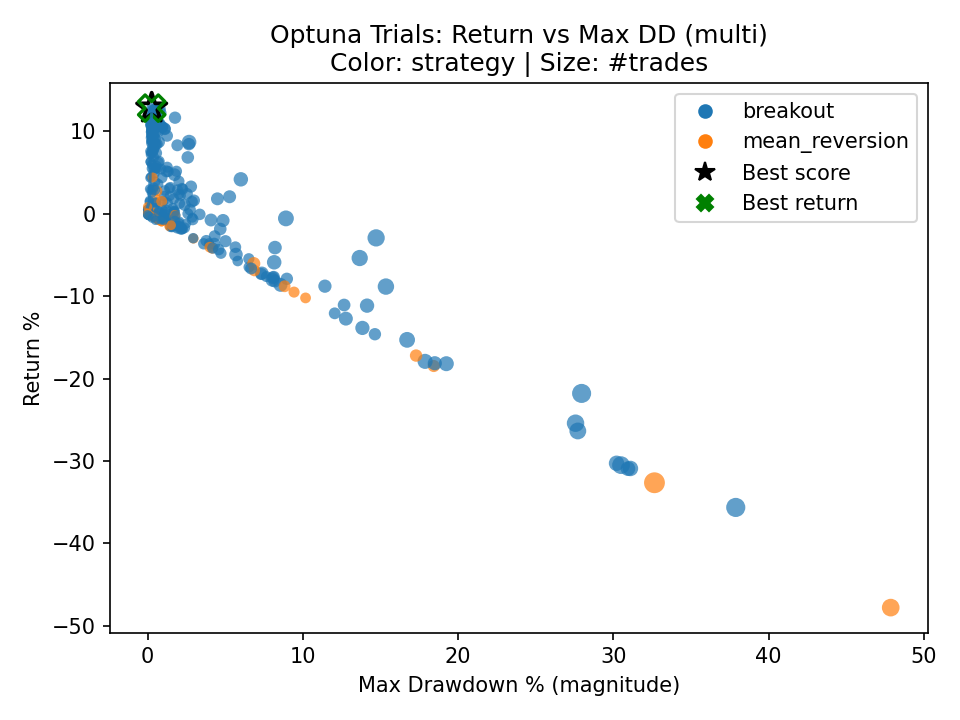 Optuna Trials: Return vs Max DD (multi)
Color: strategy | Size: #trades
breakout
mean_reversion
Best score
Best return
Return %
10
0
−10
−20
−30
−40
−50
0
10
20
30
40
50
Max Drawdown % (magnitude)